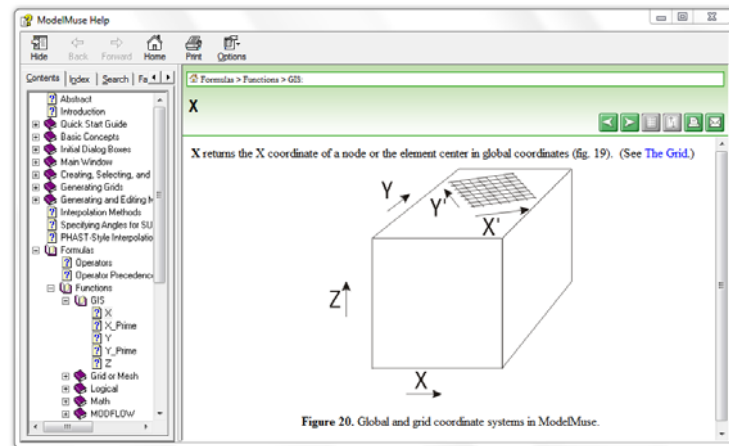 ModelMuse Help
Hide Back Forward Home Print Options
Contents Index Search Fa
Abstract
Introduction
Quick Start Guide
Basic Concepts
Initial Dialog Boxes
Main Window
Creating, Selecting, and
Generating Grids
Generating and Editing M
Interpolation Methods
Specifying Angles for SU
PHAST-Style Interpolatio
Formulas
Operators
Operator Precedence
Functions
GIS
X
X_Prime
Y
Y_Prime
Z
Grid or Mesh
Logical
Math
MODFLOW
Formulas > Functions > GIS:
X
X returns the X coordinate of a node or the element center in global coordinates (fig. 19). (See The Grid.)
Y
Y'
X'
Z
X
Figure 20. Global and grid coordinate systems in ModelMuse.